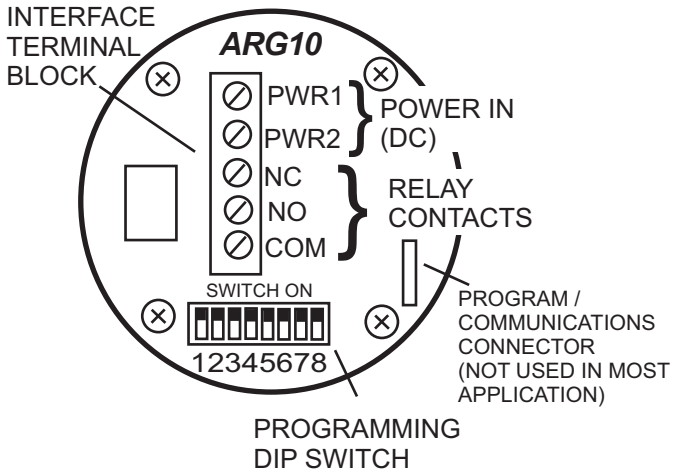 INTERFACE
TERMINAL
BLOCK
ARG10
PWR1
PWR2
NC
NO
COM
POWER IN
(DC)
RELAY
CONTACTS
SWITCH ON
12345678
PROGRAM /
COMMUNICATIONS
CONNECTOR
(NOT USED IN MOST
APPLICATION)
PROGRAMMING
DIP SWITCH